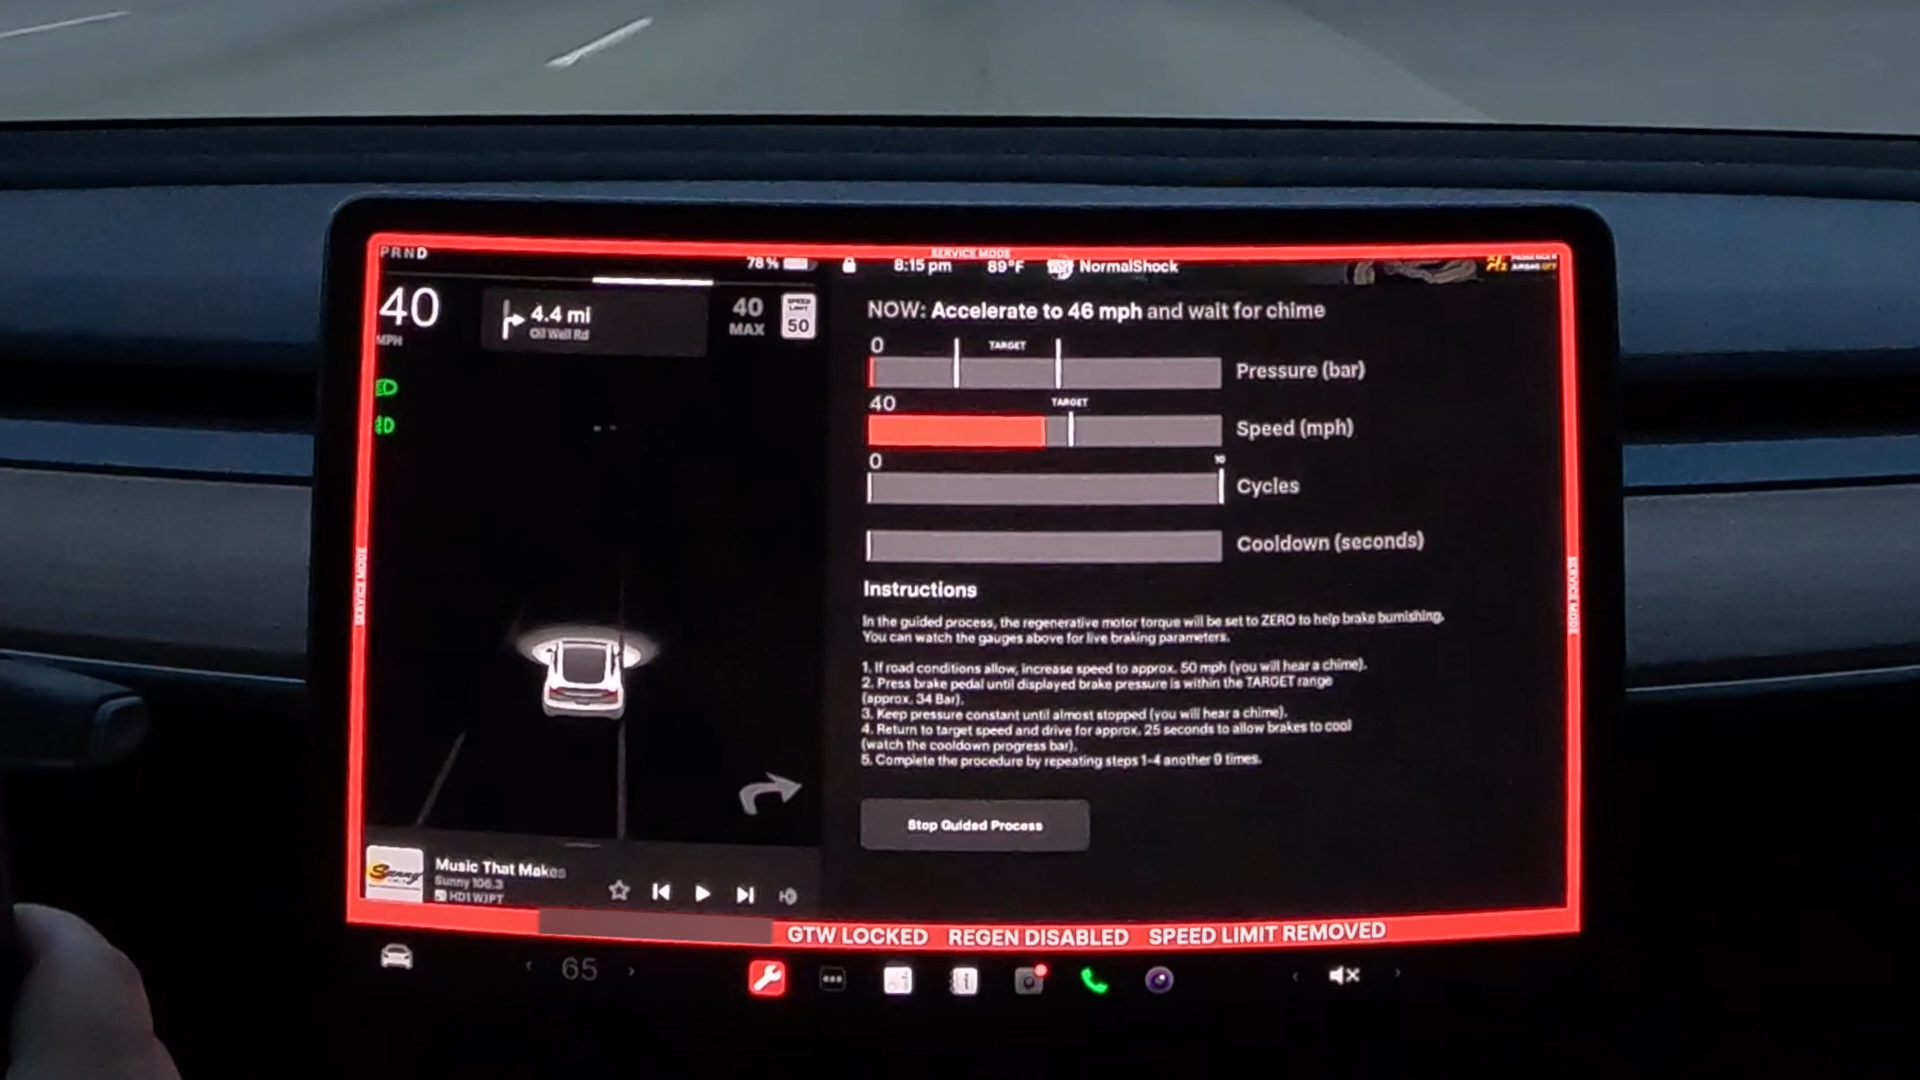 SERVICE MODE
PRND
78%
8:15 pm
89°F
NormalShock
40
MPH
4.4 mi
Oil Well Rd
40
MAX
SPEED
LIMIT
50
NOW: Accelerate to 46 mph and wait for chime
0
TARGET
Pressure (bar)
40
TARGET
Speed (mph)
0
10
Cycles
Cooldown (seconds)
Instructions
In the guided process, the regenerative motor torque will be set to ZERO to help brake burnishing.
You can watch the gauges above for live braking parameters.
1. If road conditions allow, increase speed to approx. 50 mph (you will hear a chime).
2. Press brake pedal until displayed brake pressure is within the TARGET range
(approx. 34 Bar).
3. Keep pressure constant until almost stopped (you will hear a chime).
4. Return to target speed and drive for approx. 25 seconds to allow brakes to cool
(watch the cooldown progress bar).
5. Complete the procedure by repeating steps 1-4 another 9 times.
Stop Guided Process
SERVICE MODE
SERVICE MODE
Sunny
Music That Makes
Sunny 106.3
HD1 WJPT
GTW LOCKED REGEN DISABLED SPEED LIMIT REMOVED
65